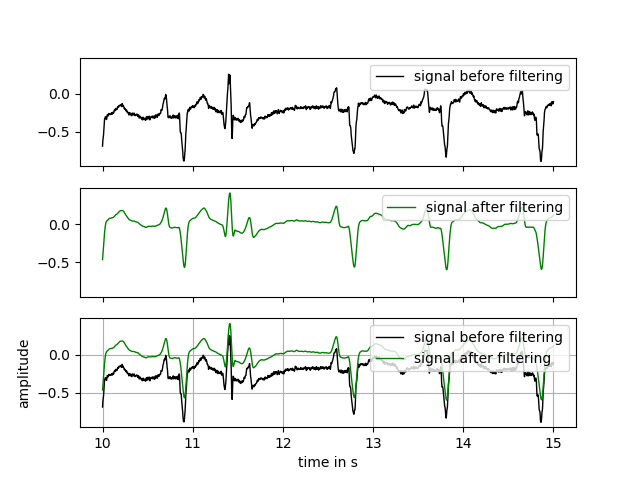 signal before filtering
0.0
−0.5
signal after filtering
0.0
−0.5
signal before filtering
signal after filtering
0.0
−0.5
amplitude
10 11 12 13 14 15
time in s